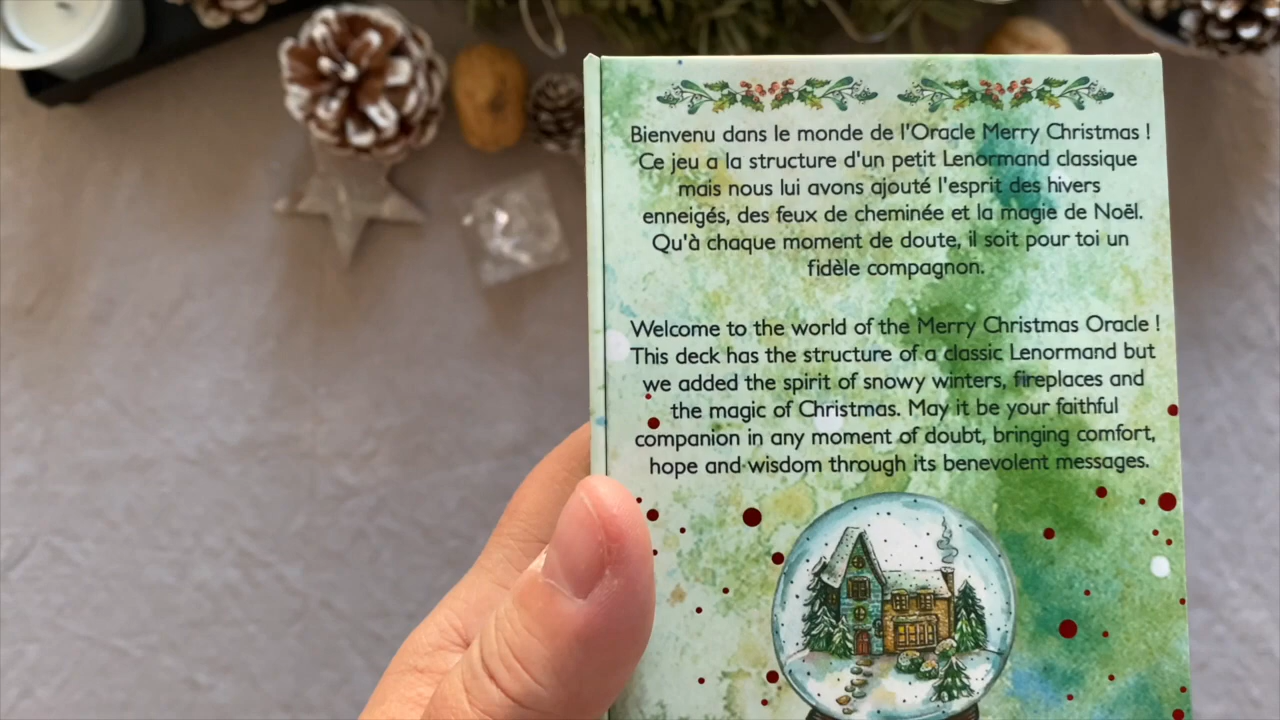 Bienvenu dans le monde de l'Oracle Merry Christmas !
Ce jeu a la structure d'un petit Lenormand classique
mais nous lui avons ajouté l'esprit des hivers
enneigés, des feux de cheminée et la magie de Noël.
Qu'à chaque moment de doute, il soit pour toi un
fidèle compagnon.
Welcome to the world of the Merry Christmas Oracle !
This deck has the structure of a classic Lenormand but
we added the spirit of snowy winters, fireplaces and
the magic of Christmas. May it be your faithful
companion in any moment of doubt, bringing comfort,
hope and wisdom through its benevolent messages.